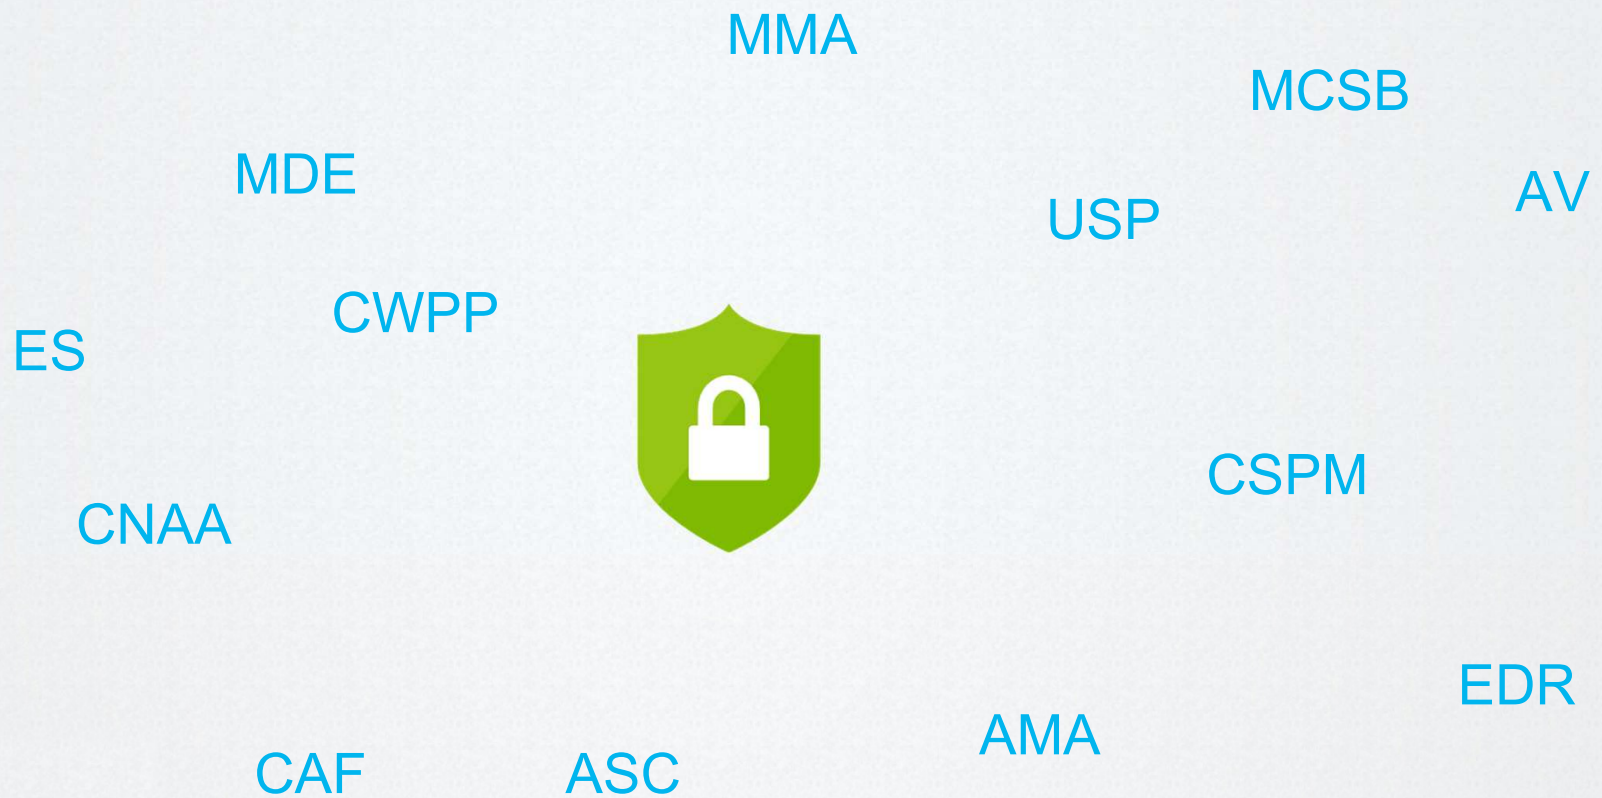 MMA
MCSB
MDE
AV
USP
CWPP
ES
CSPM
CNAA
EDR
AMA
CAF
ASC